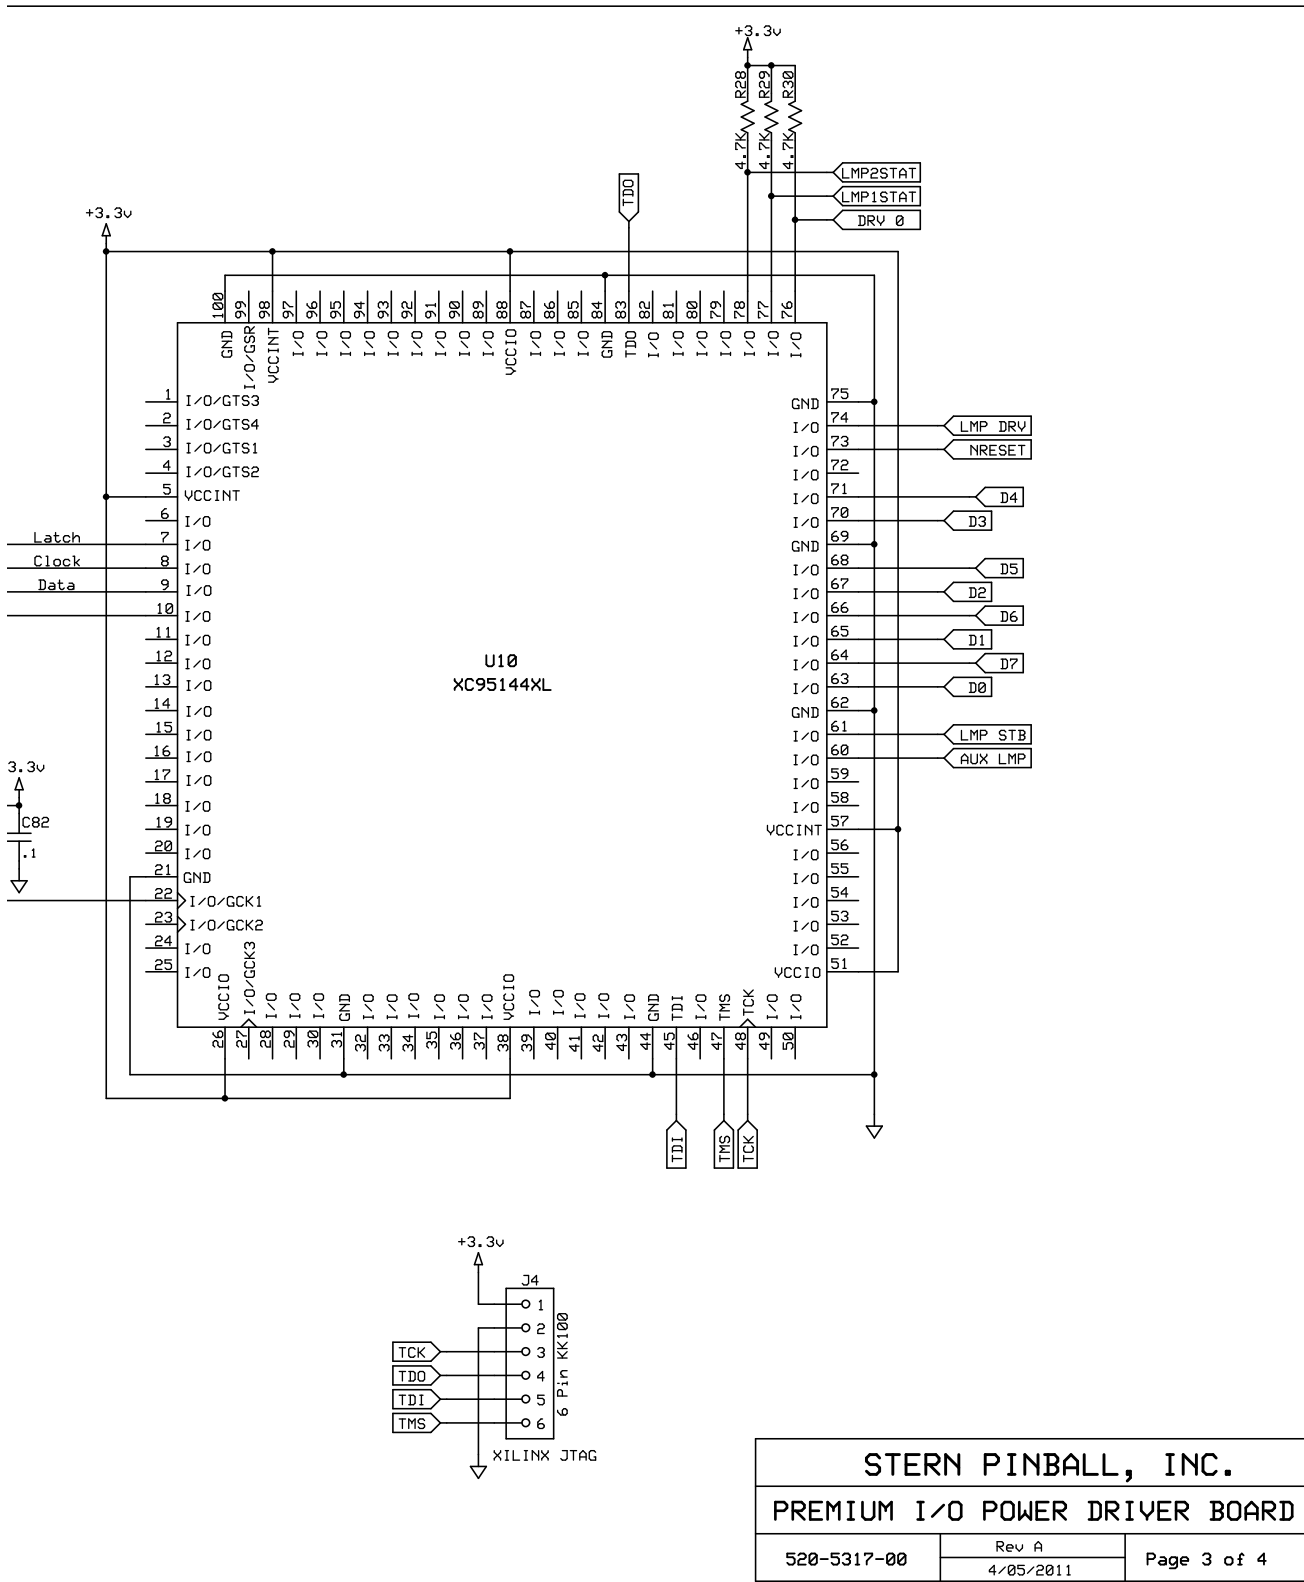 +3.3v
R28
R29
R30
4.7K
4.7K
4.7K
LMP2STAT
LMP1STAT
DRV 0
TDO
+3.3v
100 99 98 97 96 95 94 93 92 91 90 89 88 87 86 85 84 83 82 81 80 79 78 77 76
GND I/O/GSR VCCINT I/O I/O I/O I/O I/O I/O I/O I/O I/O VCCIO I/O I/O I/O GND TDO I/O I/O I/O I/O I/O I/O I/O
1 I/O/GTS3
2 I/O/GTS4
3 I/O/GTS1
4 I/O/GTS2
5 VCCINT
6 I/O
Latch 7 I/O
Clock 8 I/O
Data 9 I/O
10 I/O
11 I/O
12 I/O
13 I/O
14 I/O
15 I/O
16 I/O
17 I/O
18 I/O
19 I/O
20 I/O
21 GND
22 I/O/GCK1
23 I/O/GCK2
24 I/O
25 I/O
3.3v
C82
.1
U10
XC95144XL
GND 75
I/O 74 LMP DRV
I/O 73 NRESET
I/O 72
I/O 71 D4
I/O 70 D3
GND 69
I/O 68 D5
I/O 67 D2
I/O 66 D6
I/O 65 D1
I/O 64 D7
I/O 63 D0
GND 62
I/O 61 LMP STB
I/O 60 AUX LMP
I/O 59
I/O 58
VCCINT 57
I/O 56
I/O 55
I/O 54
I/O 53
I/O 52
VCCIO 51
VCCIO I/O/GCK3 I/O I/O I/O GND I/O I/O I/O I/O I/O I/O VCCIO I/O I/O I/O I/O I/O GND TDI I/O TMS TCK I/O I/O
26 27 28 29 30 31 32 33 34 35 36 37 38 39 40 41 42 43 44 45 46 47 48 49 50
TDI
TMS
TCK
+3.3v
J4
1
2
TCK 3
TDO 4
TDI 5
TMS 6
6 Pin KK100
XILINX JTAG
STERN PINBALL, INC.
PREMIUM I/O POWER DRIVER BOARD
520-5317-00
Rev A
4/05/2011
Page 3 of 4